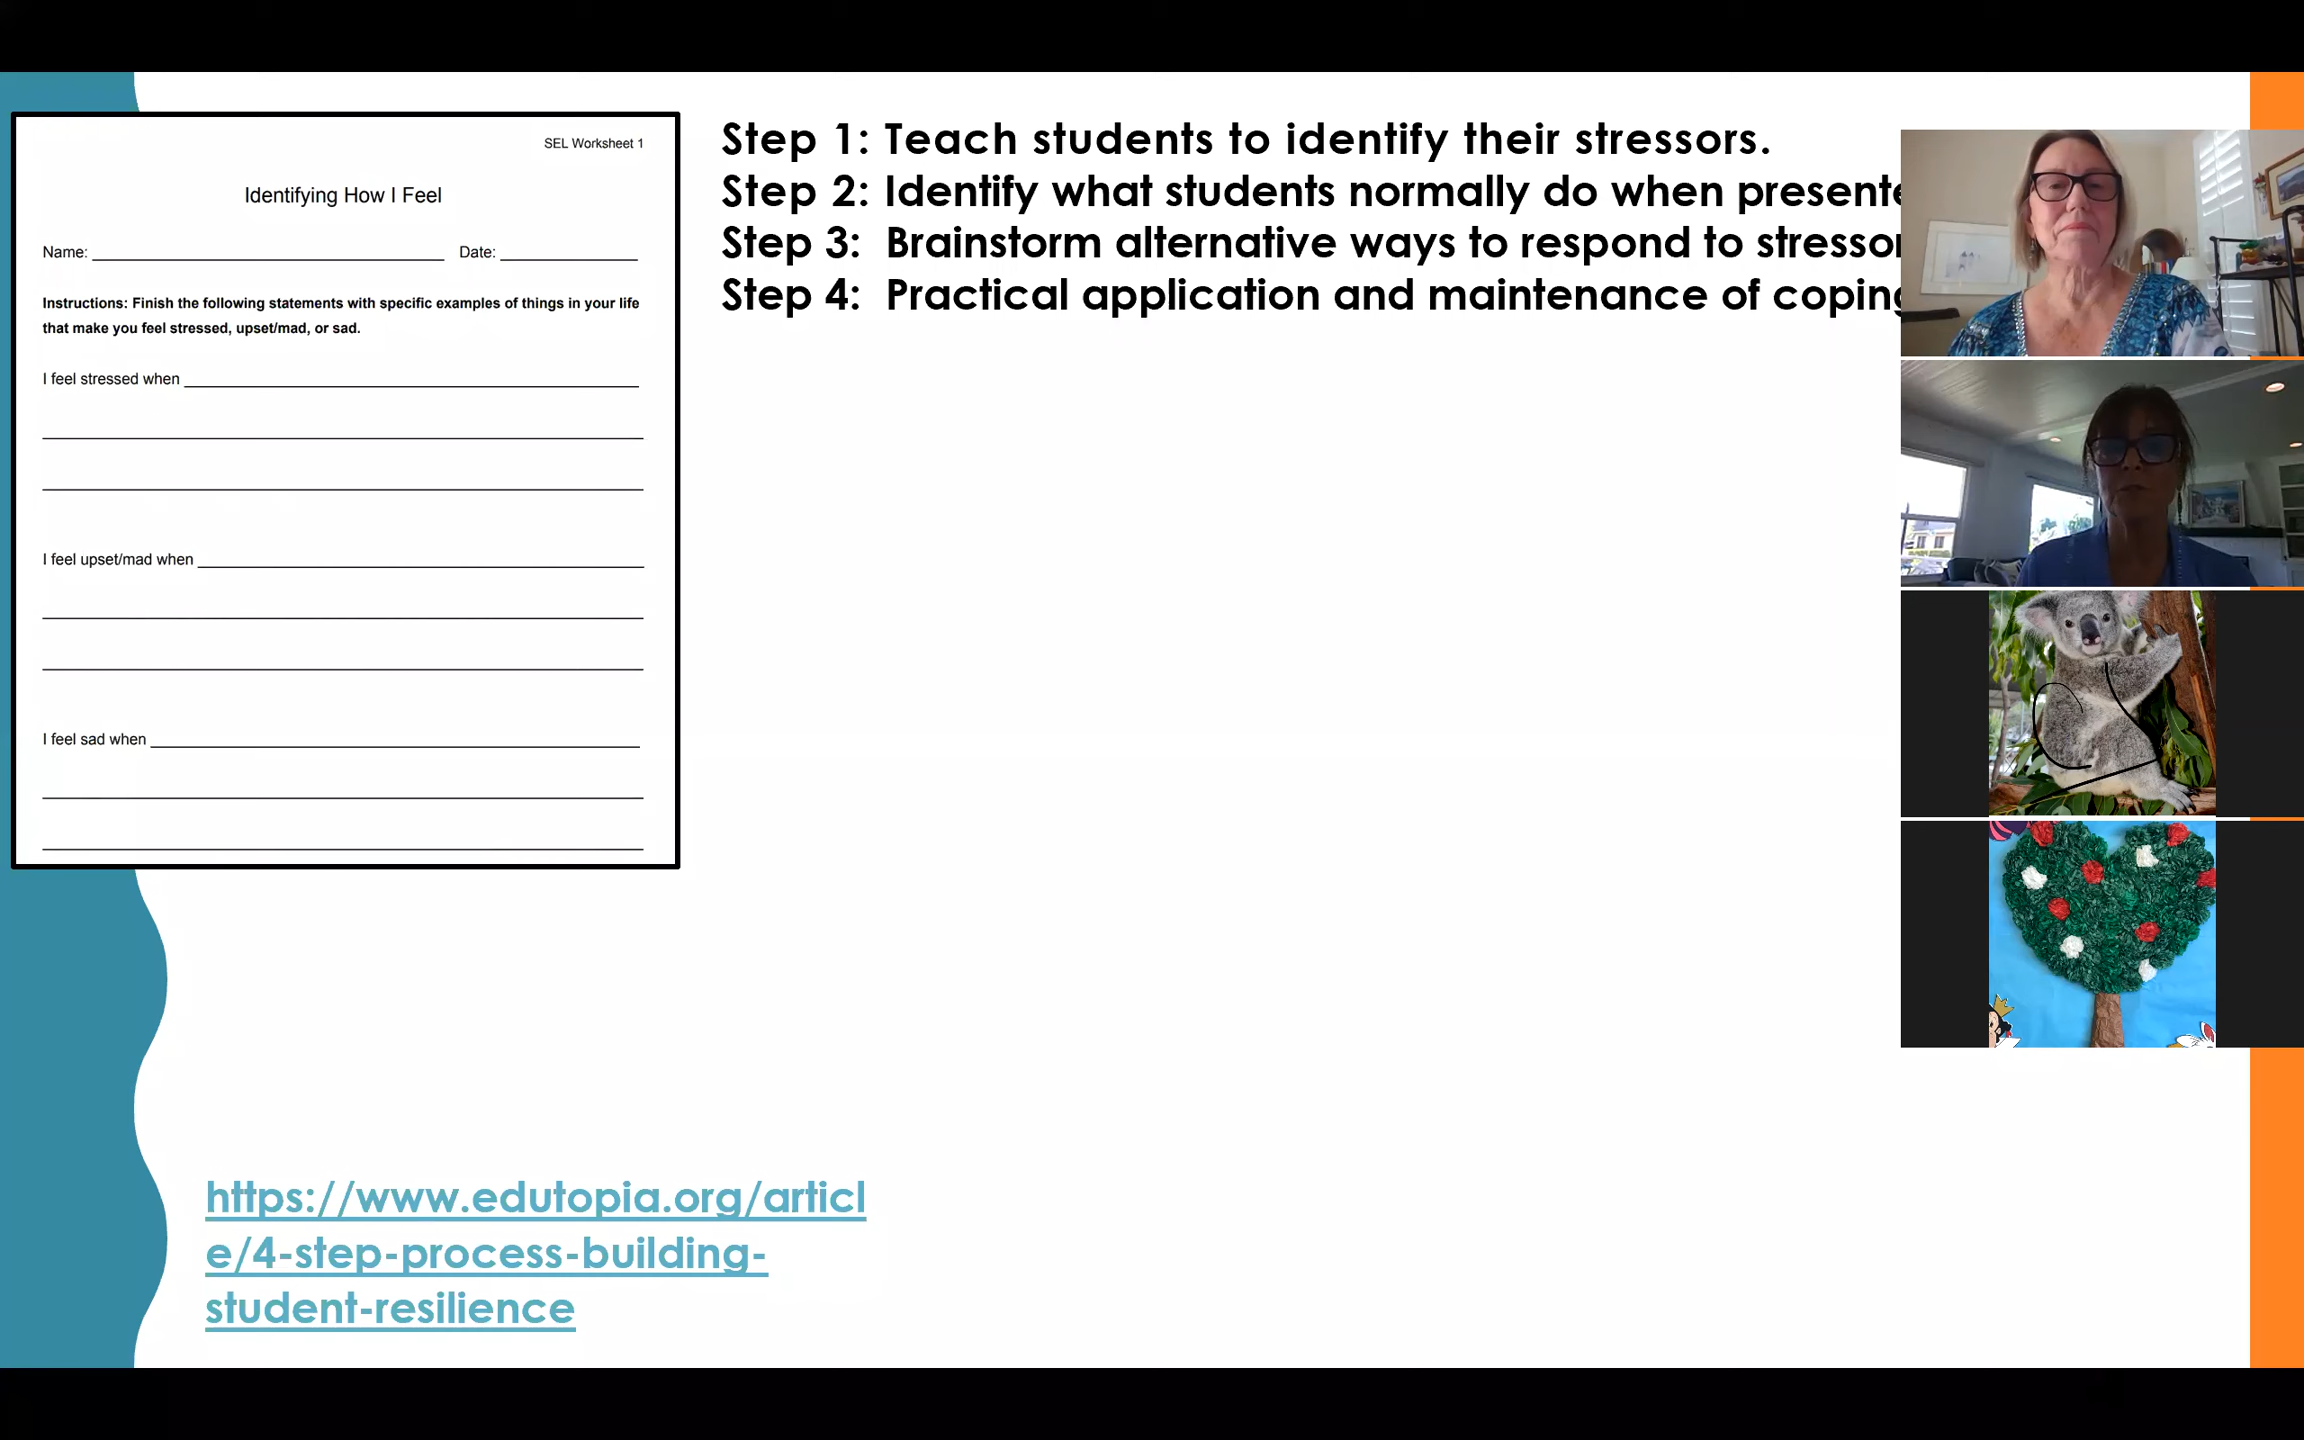 SEL Worksheet 1
Identifying How I Feel
Name: Date:
Instructions: Finish the following statements with specific examples of things in your life
that make you feel stressed, upset/mad, or sad.
I feel stressed when
I feel upset/mad when
I feel sad when
Step 1: Teach students to identify their stressors.
Step 2: Identify what students normally do when
Step 3: Brainstorm alternative ways to respond to
Step 4: Practical application and maintenance of
https://www.edutopia.org/articl
e/4-step-process-building-
student-resilience